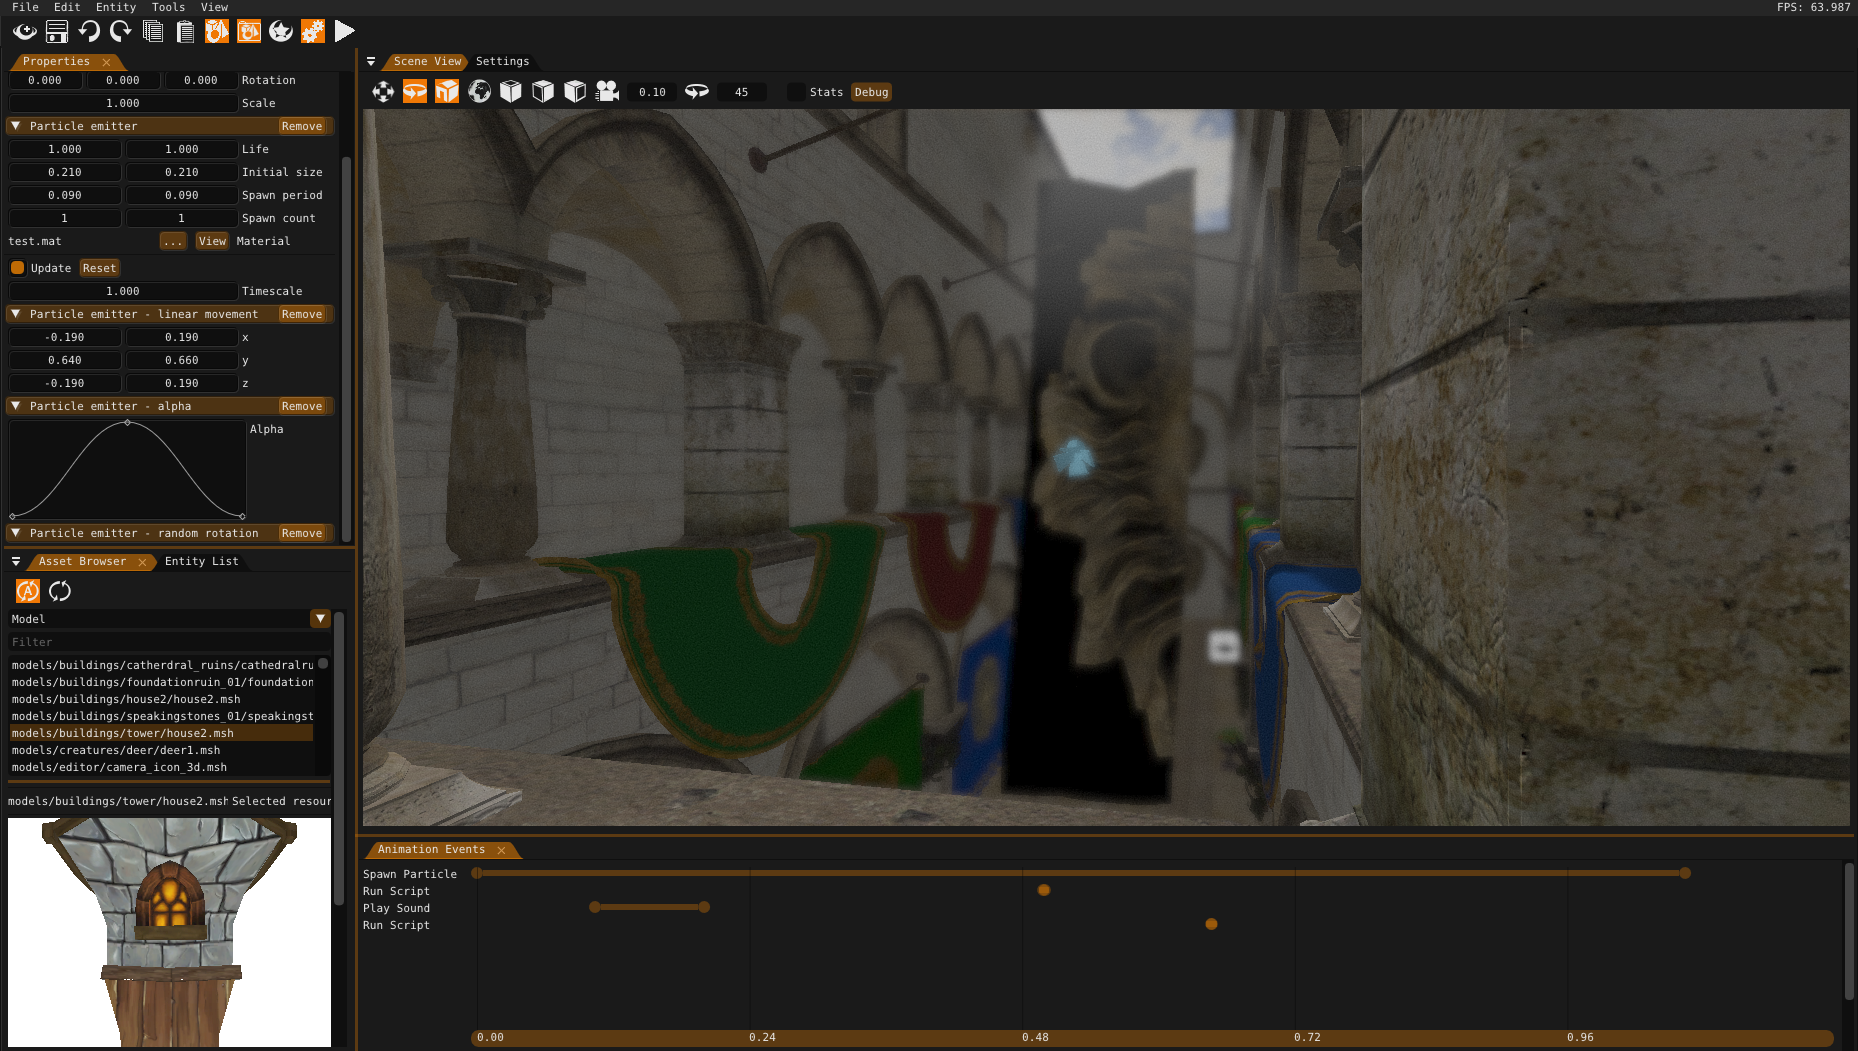 File Edit Entity Tools View
FPS: 63.987
Properties
0.000 0.000 0.000 Rotation
1.000 Scale
Particle emitter Remove
1.000 1.000 Life
0.210 0.210 Initial size
0.090 0.090 Spawn period
1 1 Spawn count
test.mat ... View Material
Update Reset
1.000 Timescale
Particle emitter - linear movement Remove
-0.190 0.190 x
0.640 0.660 y
-0.190 0.190 z
Particle emitter - alpha Remove
Alpha
Particle emitter - random rotation Remove
Asset Browser Entity List
A
Model
Filter
models/buildings/catherdral_ruins/cathedralru
models/buildings/foundationruin_01/foundation
models/buildings/house2/house2.msh
models/buildings/speakingstones_01/speakingst
models/buildings/tower/house2.msh
models/creatures/deer/deer1.msh
models/editor/camera_icon_3d.msh
models/buildings/tower/house2.msh Selected resour
Scene View Settings
0.10 45 Stats Debug
Animation Events
Spawn Particle
Run Script
Play Sound
Run Script
0.00 0.24 0.48 0.72 0.96